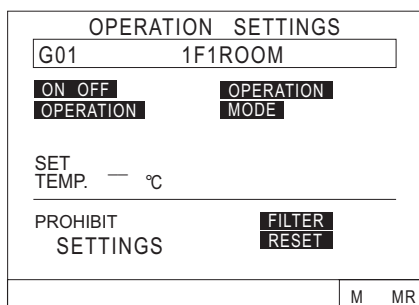 OPERATION SETTINGS
G01 1F1ROOM
ON OFF OPERATION
OPERATION MODE
SET
TEMP. — °C
PROHIBIT FILTER
SETTINGS RESET
M MR